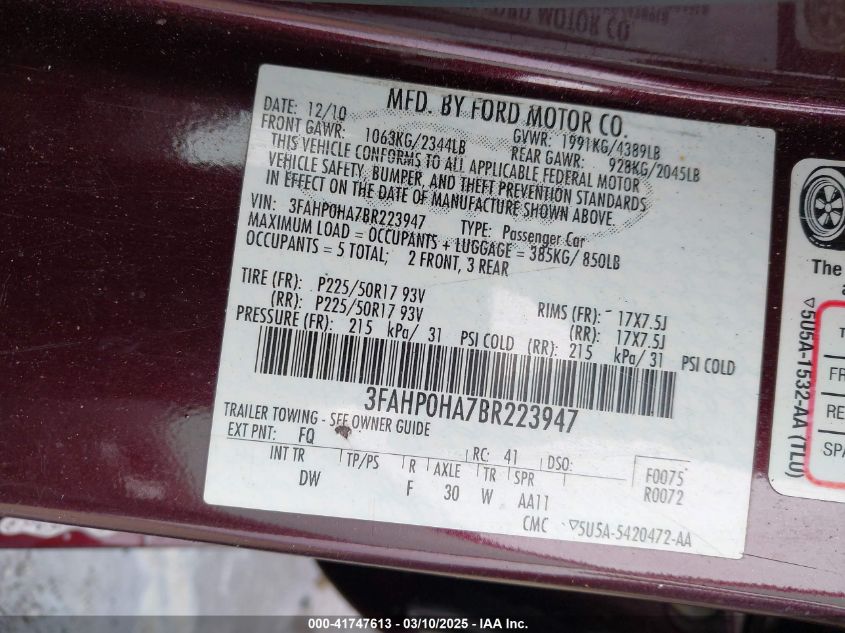 MFD. BY FORD MOTOR CO.
DATE: 12/10
GVWR: 1991KG/4389LB
FRONT GAWR: 1063KG/2344LB
REAR GAWR: 928KG/2045LB
THIS VEHICLE CONFORMS TO ALL APPLICABLE FEDERAL MOTOR
VEHICLE SAFETY, BUMPER, AND THEFT PREVENTION STANDARDS
IN EFFECT ON THE DATE OF MANUFACTURE SHOWN ABOVE.
VIN: 3FAHP0HA7BR223947 TYPE: Passenger Car
MAXIMUM LOAD = OCCUPANTS + LUGGAGE = 385KG/ 850LB
OCCUPANTS = 5 TOTAL; 2 FRONT, 3 REAR
TIRE (FR): P225/50R17 93V RIMS (FR): 17X7.5J
(RR): P225/50R17 93V (RR): 17X7.5J
PRESSURE (FR): 215 kPa/ 31 PSI COLD (RR): 215 kPa/ 31 PSI COLD
3FAHP0HA7BR223947
TRAILER TOWING - SEE OWNER GUIDE
EXT PNT: FQ RC: 41 DSO:
INT TR TP/PS R AXLE TR SPR F0075
DW F 30 W AA11 R0072
CMC 5U5A-5420472-AA
The
a
5U5A-1532-AA (TL0)
T
FR
RE
SPA
000-41747613 - 03/10/2025 - IAA Inc.